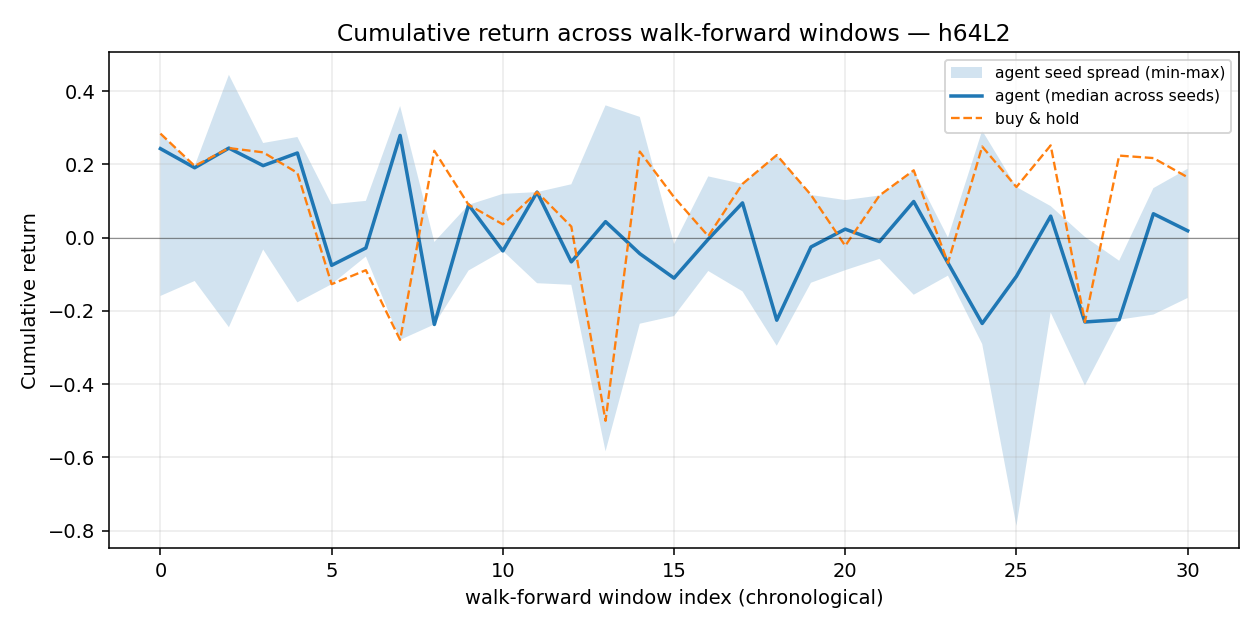 Cumulative return across walk-forward windows — h64L2
agent seed spread (min-max)
agent (median across seeds)
buy & hold
Cumulative return
0.4
0.2
0.0
−0.2
−0.4
−0.6
−0.8
0 5 10 15 20 25 30
walk-forward window index (chronological)